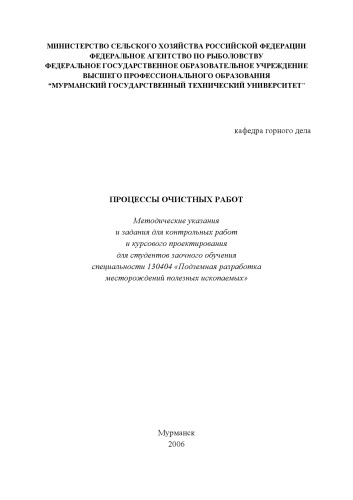 МИНИСТЕРСТВО СЕЛЬСКОГО ХОЗЯЙСТВА РОССИЙСКОЙ ФЕДЕРАЦИИ
ФЕДЕРАЛЬНОЕ АГЕНТСТВО ПО РЫБОЛОВСТВУ
ФЕДЕРАЛЬНОЕ ГОСУДАРСТВЕННОЕ ОБРАЗОВАТЕЛЬНОЕ УЧРЕЖДЕНИЕ
ВЫСШЕГО ПРОФЕССИОНАЛЬНОГО ОБРАЗОВАНИЯ
“МУРМАНСКИЙ ГОСУДАРСТВЕННЫЙ ТЕХНИЧЕСКИЙ УНИВЕРСИТЕТ”
кафедра горного дела
ПРОЦЕССЫ ОЧИСТНЫХ РАБОТ
Методические указания
и задания для контрольных работ
и курсового проектирования
для студентов заочного обучения
специальности 130404 «Подземная разработка
месторождений полезных ископаемых»
Мурманск
2006